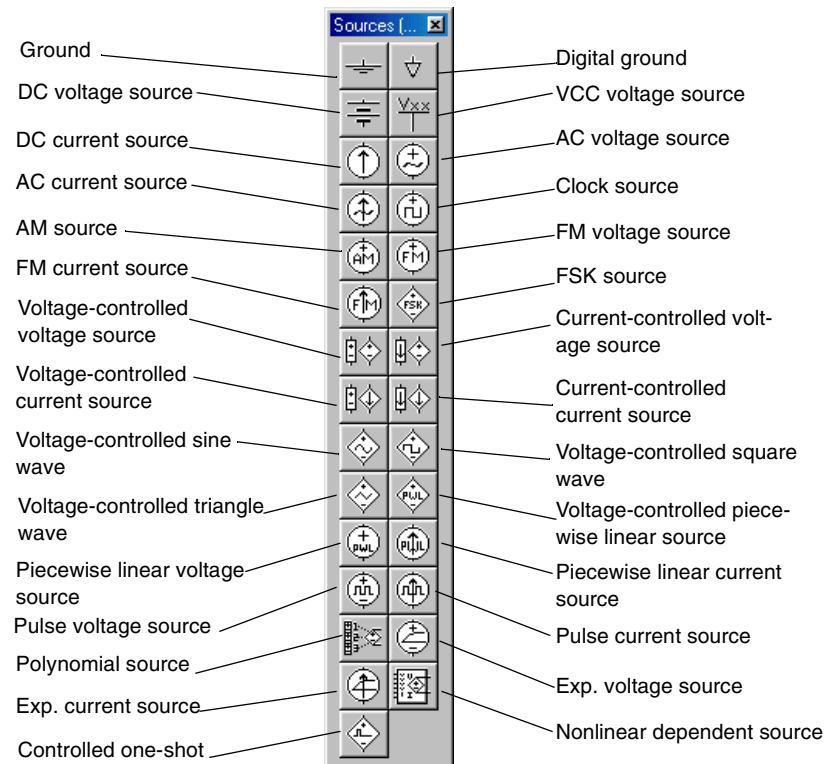 Sources (...
Ground
Digital ground
DC voltage source
VCC voltage source
Vxx
DC current source
AC voltage source
AC current source
Clock source
AM source
AM
FM
FM voltage source
FM current source
FM
FSK
FSK source
Voltage-controlled
voltage source
Current-controlled volt-
age source
Voltage-controlled
current source
Current-controlled
current source
Voltage-controlled sine
wave
Voltage-controlled square
wave
Voltage-controlled triangle
wave
PWL
Voltage-controlled piece-
wise linear source
Piecewise linear voltage
source
PWL
PWL
Piecewise linear current
source
Pulse voltage source
Pulse current source
Polynomial source
1
2
3
Exp. voltage source
Exp. current source
Nonlinear dependent source
Controlled one-shot